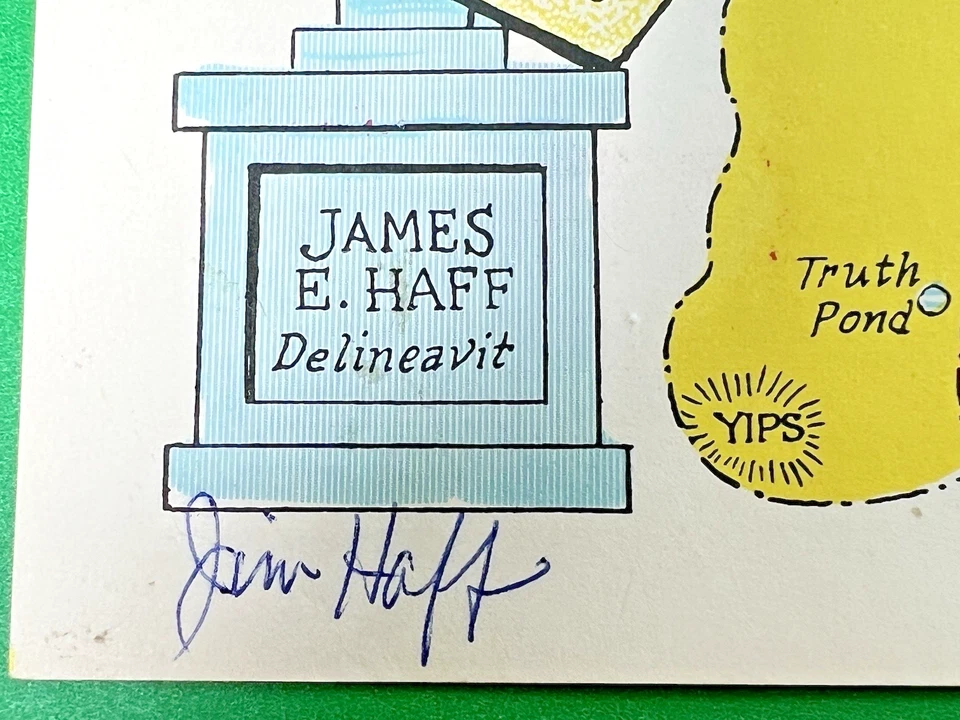 JAMES
E. HAFF
Delineavit
Jim Haff
Truth
Pond
YIPS